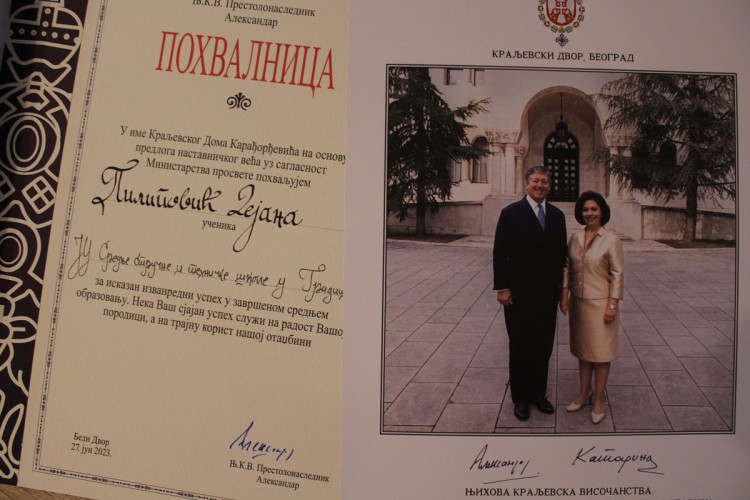 Њ.К.В. Престолонаследник
Александар
ПОХВАЛНИЦА
У име Краљевског Дома Карађорђевића на основу
предлога наставничког већа уз сагласност
Министарства просвете похваљујем
Пилиповић Дејана
ученика
ЈУ Средње стручне и техничке школе у Градиш
за исказан изванредни успех у завршеном средњем
образовању. Нека Ваш сјајан успех служи на радост Вашој
породици, а на трајну корист нашој отаџбини
Бели Двор
27. јун 2023.
Александар
Њ.К.В. Престолонаследник
Александар
КРАЉЕВСКИ ДВОР, БЕОГРАД
Александар Катарина
ЊИХОВА КРАЉЕВСКА ВИСОЧАНСТВА